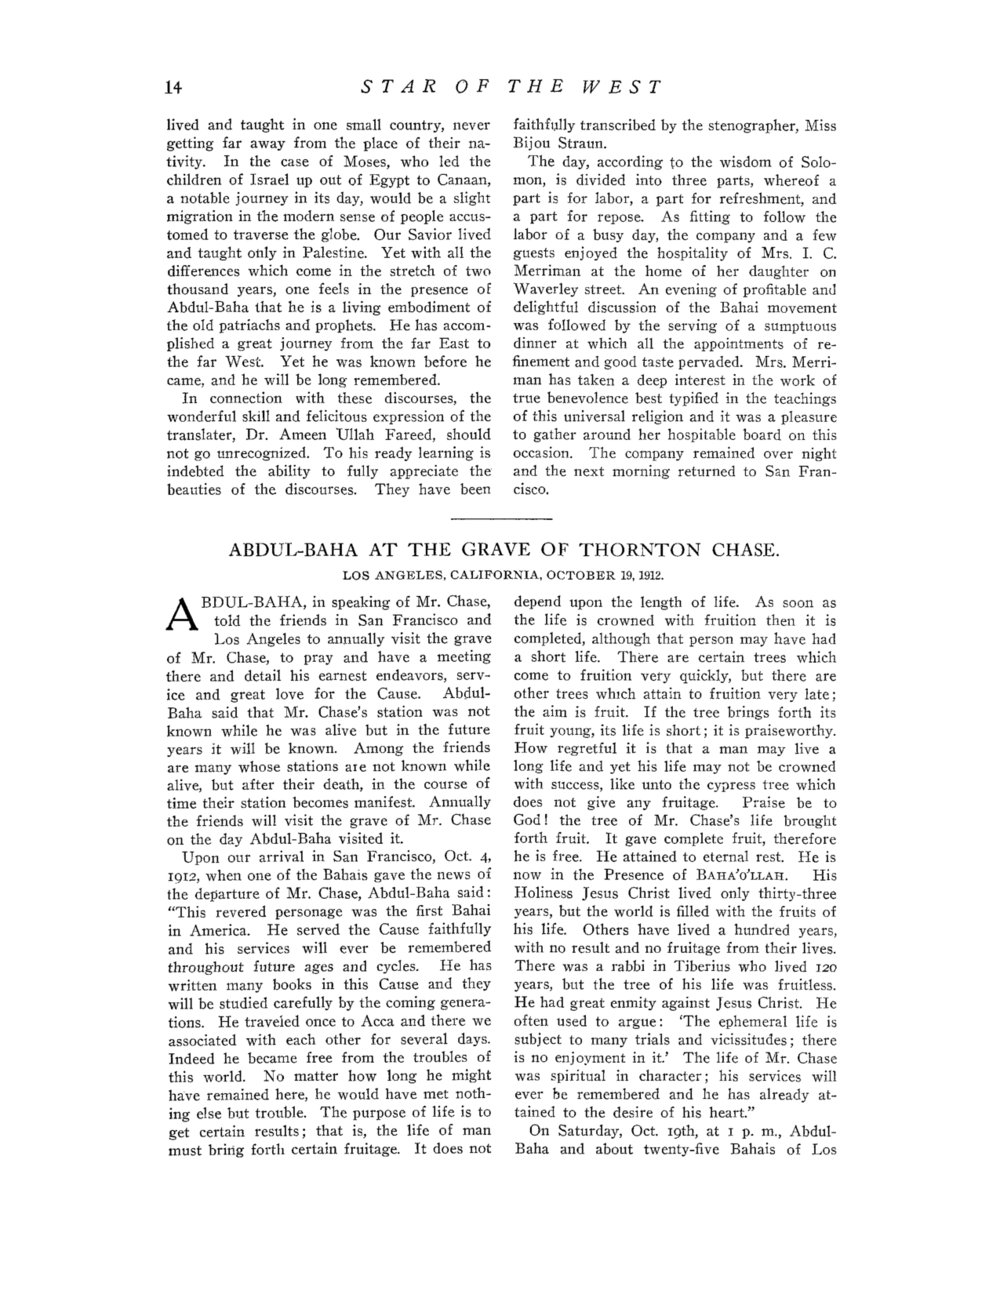 14 STAR OF THE WEST
lived and taught in one small country, never
getting far away from the place of their na-
tivity. In the case of Moses, who led the
children of Israel up out of Egypt to Canaan,
a notable journey in its day, would be a slight
migration in the modern sense of people accus-
tomed to traverse the globe. Our Savior lived
and taught only in Palestine. Yet with all the
differences which come in the stretch of two
thousand years, one feels in the presence of
Abdul-Baha that he is a living embodiment of
the old patriachs and prophets. He has accom-
plished a great journey from the far East to
the far West. Yet he was known before he
came, and he will be long remembered.
In connection with these discourses, the
wonderful skill and felicitous expression of the
translater, Dr. Ameen Ullah Fareed, should
not go unrecognized. To his ready learning is
indebted the ability to fully appreciate the
beauties of the discourses. They have been
faithfully transcribed by the stenographer, Miss
Bijou Straun.
The day, according to the wisdom of Solo-
mon, is divided into three parts, whereof a
part is for labor, a part for refreshment, and
a part for repose. As fitting to follow the
labor of a busy day, the company and a few
guests enjoyed the hospitality of Mrs. I. C.
Merriman at the home of her daughter on
Waverley street. An evening of profitable and
delightful discussion of the Bahai movement
was followed by the serving of a sumptuous
dinner at which all the appointments of re-
finement and good taste pervaded. Mrs. Merri-
man has taken a deep interest in the work of
true benevolence best typified in the teachings
of this universal religion and it was a pleasure
to gather around her hospitable board on this
occasion. The company remained over night
and the next morning returned to San Fran-
cisco.
ABDUL-BAHA AT THE GRAVE OF THORNTON CHASE.
LOS ANGELES, CALIFORNIA, OCTOBER 19, 1912.
ABDUL-BAHA, in speaking of Mr. Chase,
told the friends in San Francisco and
Los Angeles to annually visit the grave
of Mr. Chase, to pray and have a meeting
there and detail his earnest endeavors, serv-
ice and great love for the Cause. Abdul-
Baha said that Mr. Chase's station was not
known while he was alive but in the future
years it will be known. Among the friends
are many whose stations are not known while
alive, but after their death, in the course of
time their station becomes manifest. Annually
the friends will visit the grave of Mr. Chase
on the day Abdul-Baha visited it.
Upon our arrival in San Francisco, Oct. 4,
1912, when one of the Bahais gave the news of
the departure of Mr. Chase, Abdul-Baha said:
"This revered personage was the first Bahai
in America. He served the Cause faithfully
and his services will ever be remembered
throughout future ages and cycles. He has
written many books in this Cause and they
will be studied carefully by the coming genera-
tions. He traveled once to Acca and there we
associated with each other for several days.
Indeed he became free from the troubles of
this world. No matter how long he might
have remained here, he would have met noth-
ing else but trouble. The purpose of life is to
get certain results; that is, the life of man
must bring forth certain fruitage. It does not
depend upon the length of life. As soon as
the life is crowned with fruition then it is
completed, although that person may have had
a short life. There are certain trees which
come to fruition very quickly, but there are
other trees which attain to fruition very late;
the aim is fruit. If the tree brings forth its
fruit young, its life is short; it is praiseworthy.
How regretful it is that a man may live a
long life and yet his life may not be crowned
with success, like unto the cypress tree which
does not give any fruitage. Praise be to
God! the tree of Mr. Chase's life brought
forth fruit. It gave complete fruit, therefore
he is free. He attained to eternal rest. He is
now in the Presence of BAHA'O'LLAH. His
Holiness Jesus Christ lived only thirty-three
years, but the world is filled with the fruits of
his life. Others have lived a hundred years,
with no result and no fruitage from their lives.
There was a rabbi in Tiberius who lived 120
years, but the tree of his life was fruitless.
He had great enmity against Jesus Christ. He
often used to argue: 'The ephemeral life is
subject to many trials and vicissitudes; there
is no enjoyment in it.' The life of Mr. Chase
was spiritual in character; his services will
ever be remembered and he has already at-
tained to the desire of his heart."
On Saturday, Oct. 19th, at 1 p. m., Abdul-
Baha and about twenty-five Bahais of Los